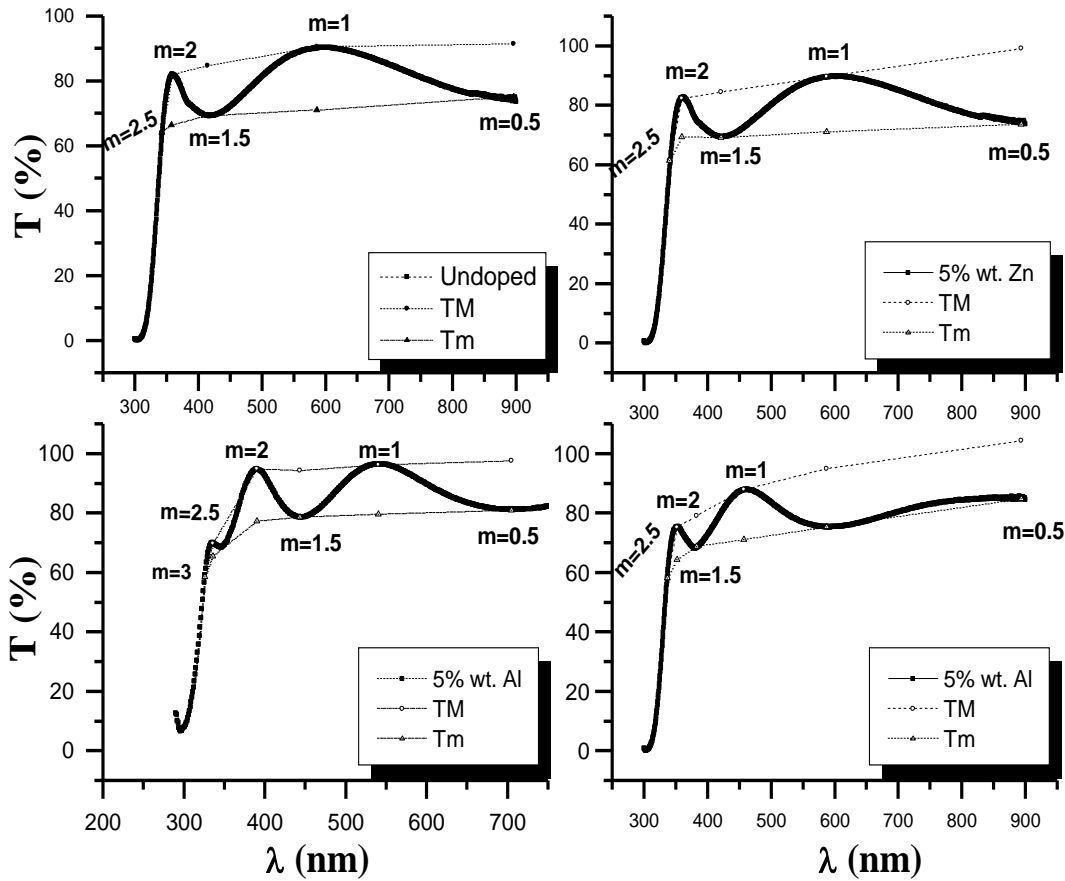 100
80
60
40
20
0
T (%)
m=2
m=1
m=2.5
m=1.5
m=0.5
Undoped
TM
Tm
300 400 500 600 700 800 900
100
80
60
40
20
0
m=2
m=1
m=2.5
m=1.5
m=0.5
5% wt. Zn
TM
Tm
300 400 500 600 700 800 900
100
80
60
40
20
0
T (%)
m=2
m=1
m=2.5
m=3
m=1.5
m=0.5
5% wt. Al
TM
Tm
200 300 400 500 600 700
λ (nm)
100
80
60
40
20
0
m=1
m=2
m=2.5
m=1.5
m=0.5
5% wt. Al
TM
Tm
300 400 500 600 700 800 900
λ (nm)